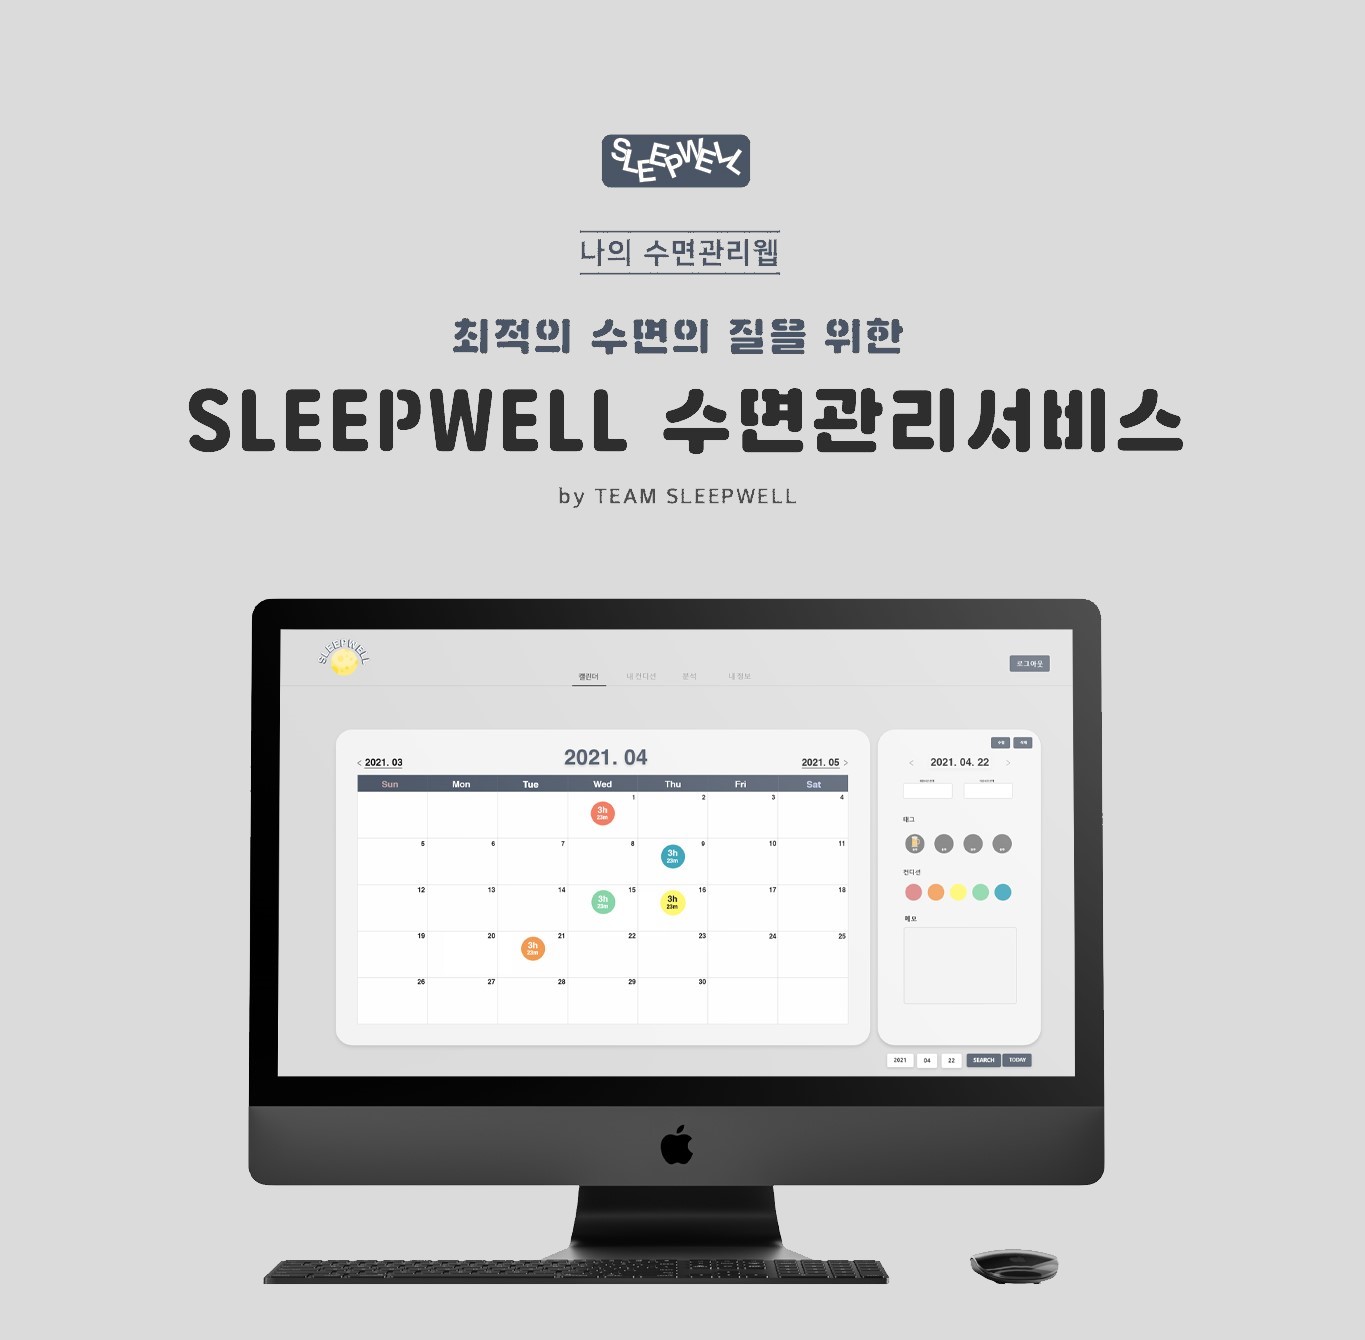 SLEEPWELL
나의 수면관리웹
최적의 수면의 질을 위한
SLEEPWELL 수면관리서비스
by TEAM SLEEPWELL
SLEEPWELL
로그아웃
캘린더 내 컨디션 분석 내 정보
< 2021. 03 2021. 04 2021. 05 >
Sun Mon Tue Wed Thu Fri Sat
1 2 3 4
3h
23m
5 6 7 8 9 10 11
3h
23m
12 13 14 15 16 17 18
3h
23m
3h
23m
19 20 21 22 23 24 25
3h
23m
26 27 28 29 30
< 2021. 04. 22 >
태그
컨디션
메모
2021 04 22 SEARCH TODAY